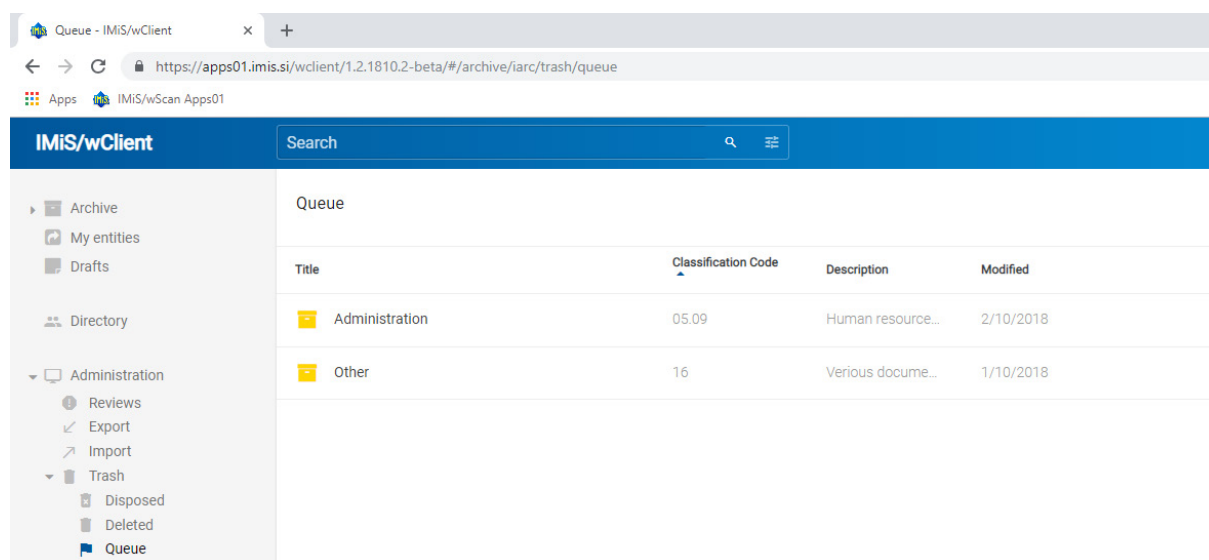 Queue - IMiS/wClient
https://apps01.imis.si/wclient/1.2.1810.2-beta/#/archive/iarc/trash/queue
Apps IMiS/wScan Apps01
IMiS/wClient Search
Archive
My entities
Drafts
Directory
Administration
Reviews
Export
Import
Trash
Disposed
Deleted
Queue
Queue
Title Classification Code Description Modified
Administration 05.09 Human resource... 2/10/2018
Other 16 Verious docume... 1/10/2018